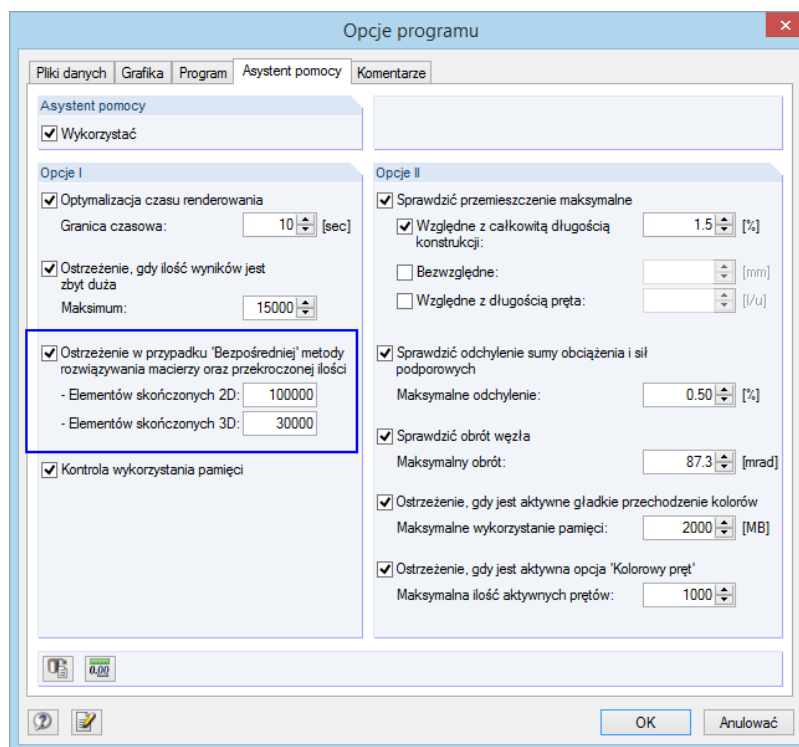 Opcje programu
Pliki danych Grafika Program Asystent pomocy Komentarze
Asystent pomocy
Wykorzystać
Opcje I
Optymalizacja czasu renderowania
Granica czasowa: 10 [sec]
Ostrzeżenie, gdy ilość wyników jest
zbyt duża
Maksimum: 15000
Ostrzeżenie w przypadku 'Bezpośredniej' metody
rozwiązywania macierzy oraz przekroczonej ilości
- Elementów skończonych 2D: 100000
- Elementów skończonych 3D: 30000
Kontrola wykorzystania pamięci
Opcje II
Sprawdzić przemieszczenie maksymalne
Względne z całkowitą długością
konstrukcji: 1.5 [%]
Bezwzględne: [mm]
Względne z długością pręta: [l/u]
Sprawdzić odchylenie sumy obciążenia i sił
podporowych
Maksymalne odchylenie: 0.50 [%]
Sprawdzić obrót węzła
Maksymalny obrót: 87.3 [mrad]
Ostrzeżenie, gdy jest aktywne gładkie przechodzenie kolorów
Maksymalne wykorzystanie pamięci: 2000 [MB]
Ostrzeżenie, gdy jest aktywna opcja 'Kolorowy pręt'
Maksymalna ilość aktywnych prętów: 1000
0.00
OK Anulować